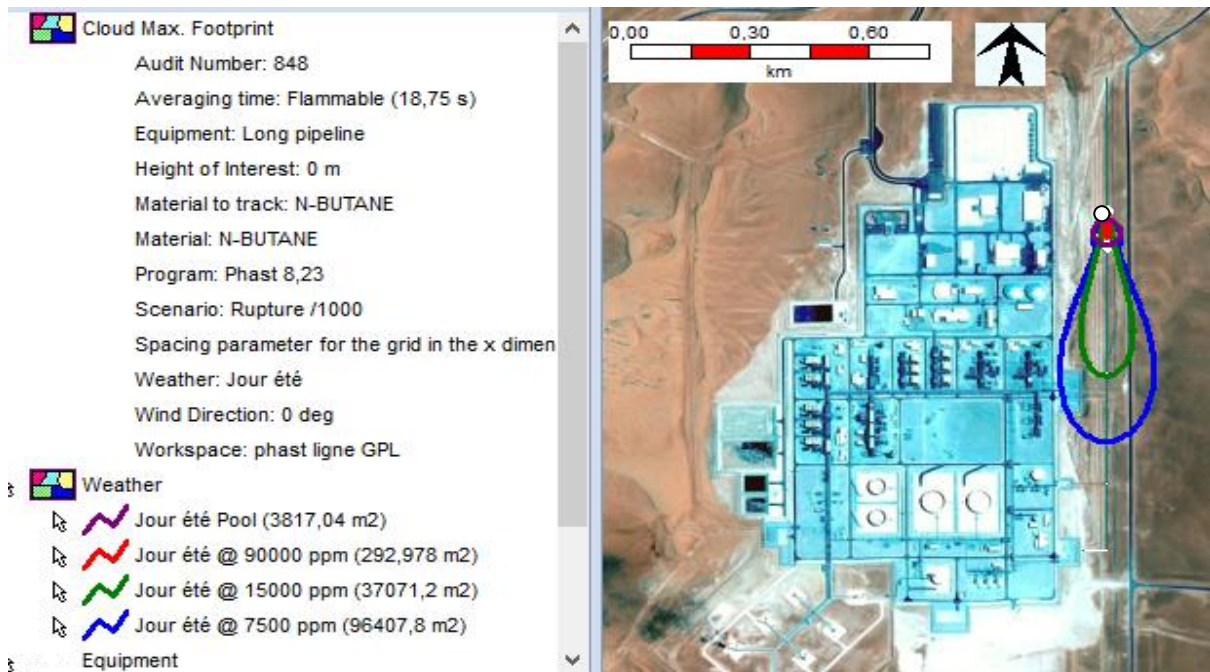 Cloud Max. Footprint
Audit Number: 848
Averaging time: Flammable (18,75 s)
Equipment: Long pipeline
Height of Interest: 0 m
Material to track: N-BUTANE
Material: N-BUTANE
Program: Phast 8,23
Scenario: Rupture /1000
Spacing parameter for the grid in the x dimen
Weather: Jour été
Wind Direction: 0 deg
Workspace: phast ligne GPL
Weather
Jour été Pool (3817,04 m2)
Jour été @ 90000 ppm (292,978 m2)
Jour été @ 15000 ppm (37071,2 m2)
Jour été @ 7500 ppm (96407,8 m2)
Equipment
0,00 0,30 0,60
km